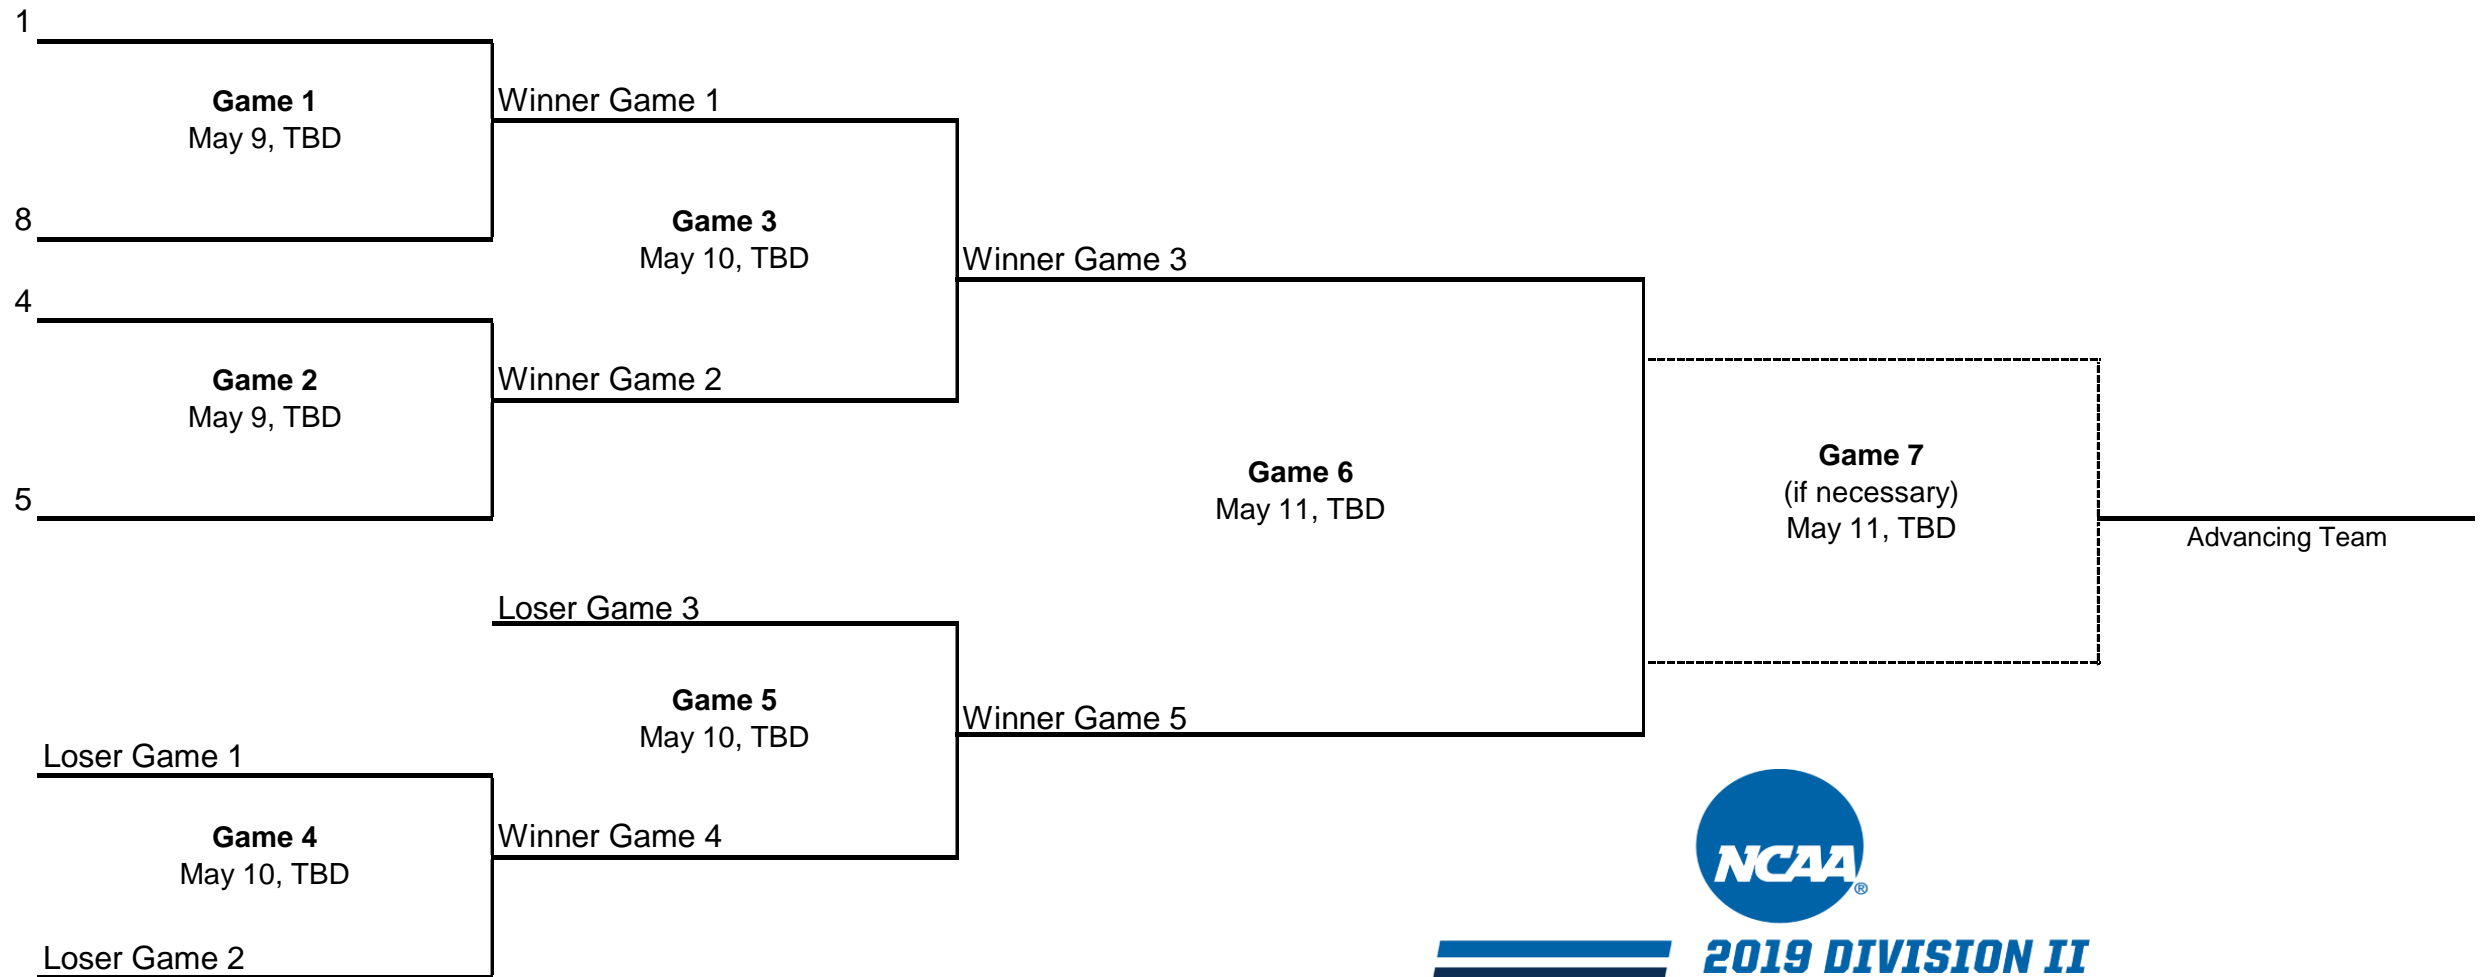 1
Game 1
May 9, TBD
Winner Game 1
8
Game 3
May 10, TBD
Winner Game 3
4
Game 2
May 9, TBD
Winner Game 2
5
Game 6
May 11, TBD
Game 7
(if necessary)
May 11, TBD
Advancing Team
Loser Game 3
Game 5
May 10, TBD
Winner Game 5
Loser Game 1
Game 4
May 10, TBD
Winner Game 4
Loser Game 2
NCAA®
2019 DIVISION II